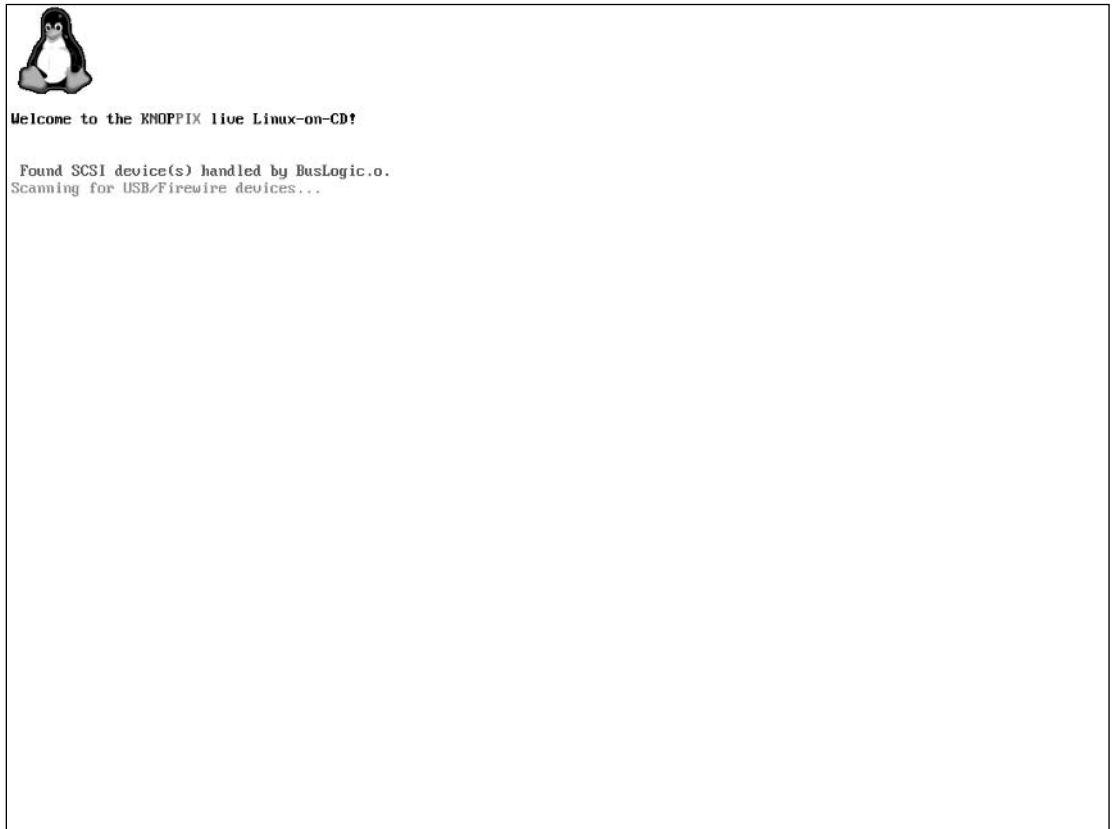 Welcome to the KNOPPIX live Linux-on-CD!
Found SCSI device(s) handled by BusLogic.o.
Scanning for USB/Firewire devices...